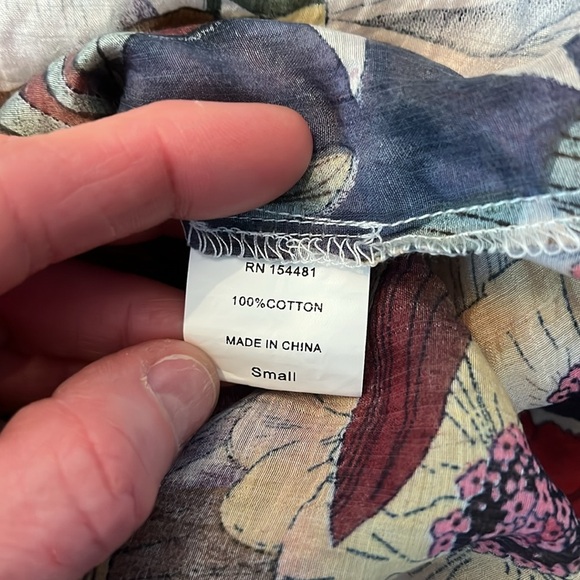 RN 154481
100%COTTON
MADE IN CHINA
Small